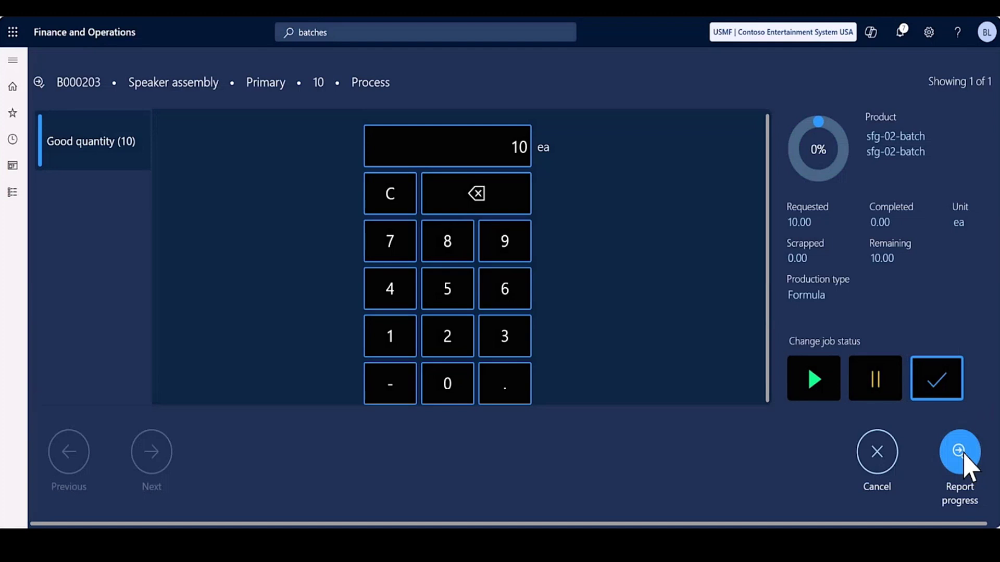 Finance and Operations
batches
USMF | Contoso Entertainment System USA
7
BL
B000203 • Speaker assembly • Primary • 10 • Process
Showing 1 of 1
Good quantity (10)
10 ea
C
7 8 9
4 5 6
1 2 3
- 0 .
0%
Product
sfg-02-batch
sfg-02-batch
Requested Completed Unit
10.00 0.00 ea
Scrapped Remaining
0.00 10.00
Production type
Formula
Change job status
Previous
Next
Cancel
Report
progress